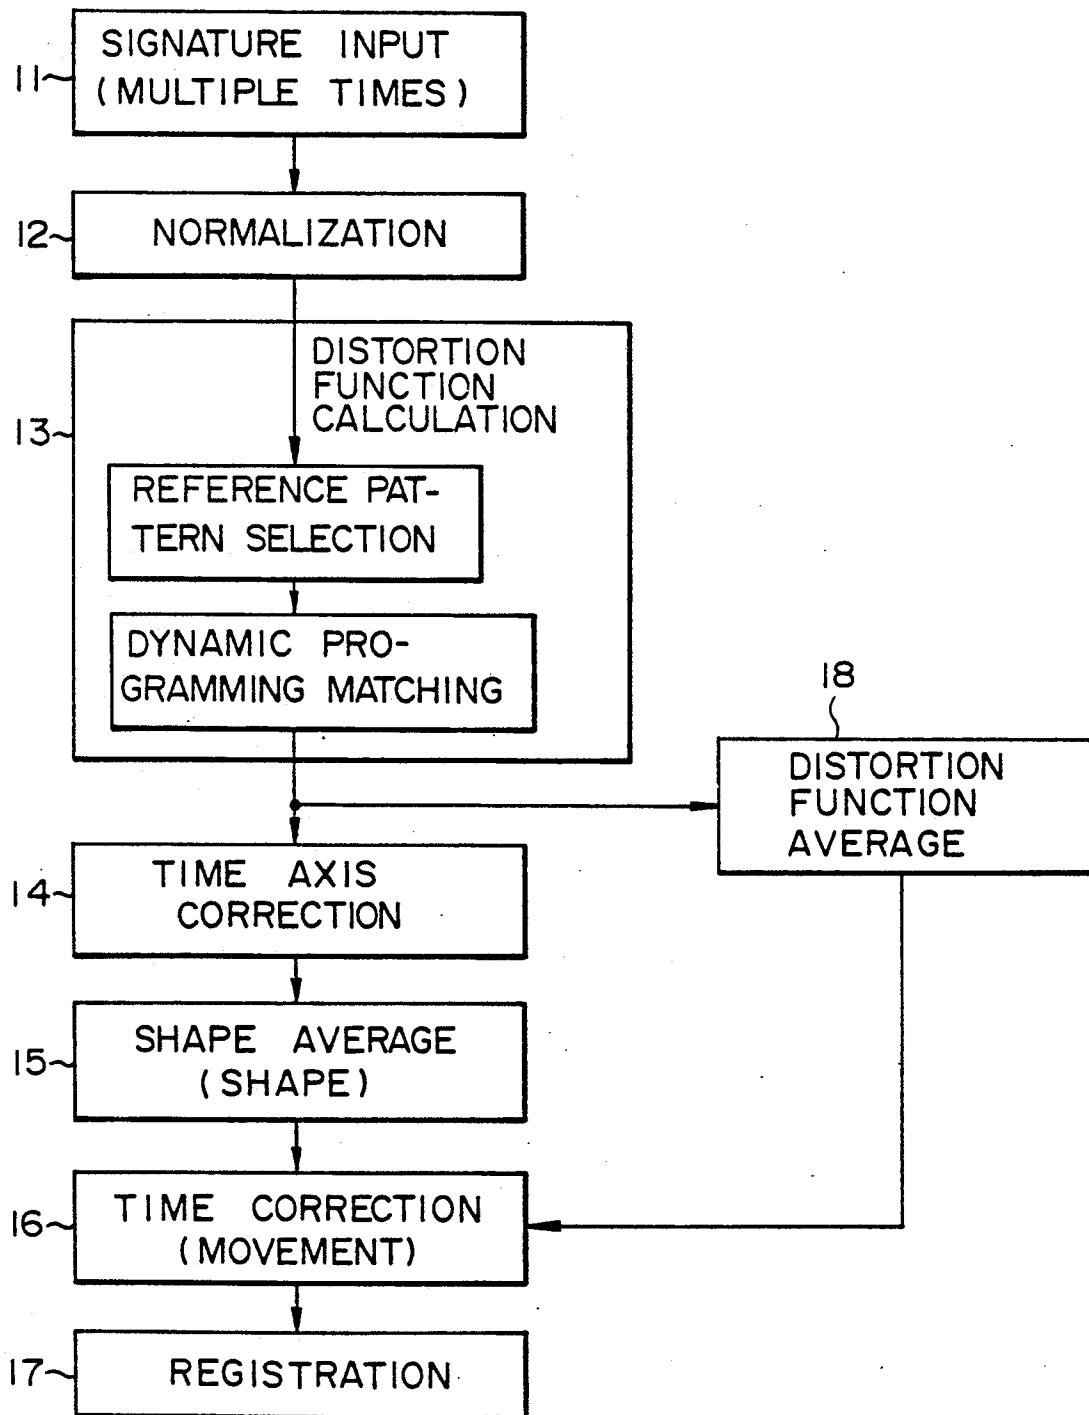 SIGNATURE INPUT
11 (MULTIPLE TIMES)
12 NORMALIZATION
DISTORTION
FUNCTION
CALCULATION
13
REFERENCE PAT-
TERN SELECTION
DYNAMIC PRO-
GRAMMING MATCHING
18
DISTORTION
FUNCTION
AVERAGE
TIME AXIS
14 CORRECTION
SHAPE AVERAGE
15 (SHAPE)
TIME CORRECTION
16 (MOVEMENT)
17 REGISTRATION